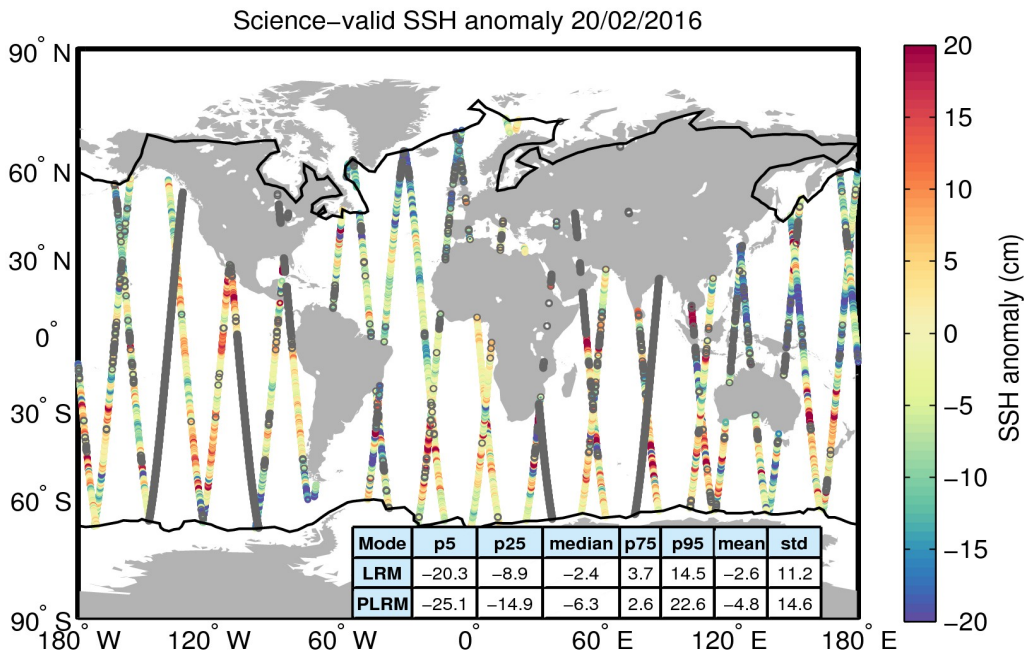 Science−valid SSH anomaly 20/02/2016
90° N
60° N
30° N
0°
30° S
60° S
90° S
180° W
120° W
60° W
0°
60° E
120° E
180° E
Mode p5 p25 median p75 p95 mean std
LRM −20.3 −8.9 −2.4 3.7 14.5 −2.6 11.2
PLRM −25.1 −14.9 −6.3 2.6 22.6 −4.8 14.6
20
15
10
5
0
−5
−10
−15
−20
SSH anomaly (cm)